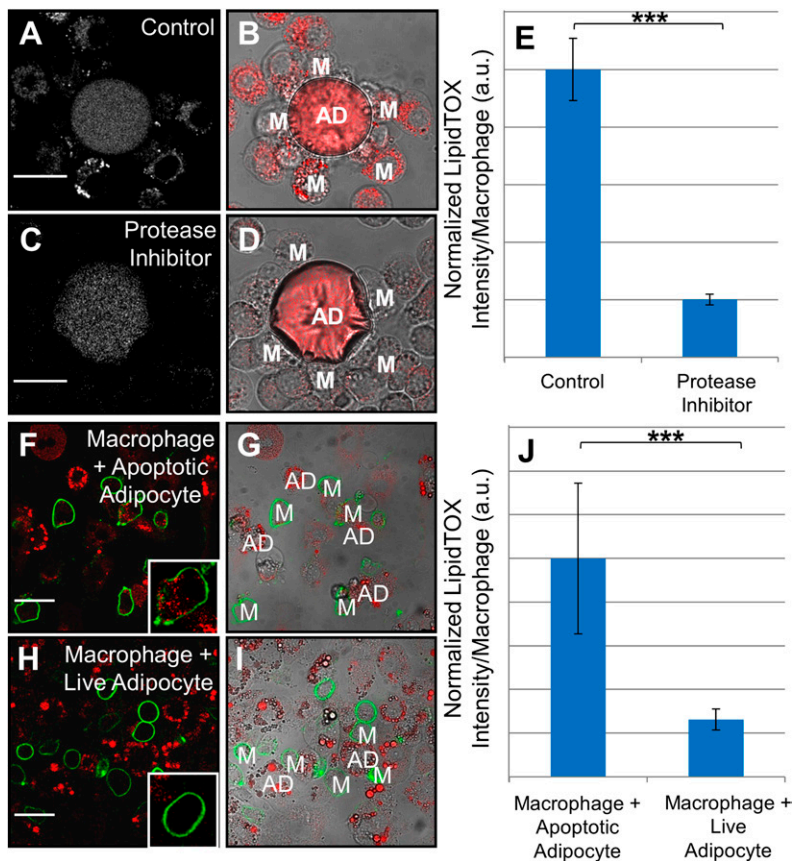 A Control
B
M
M
M
AD
M
M
C Protease
Inhibitor
D
M
M
AD
M
M
M
E
***
Normalized LipidTOX
Intensity/Macrophage (a.u.)
Control
Protease
Inhibitor
F Macrophage
+ Apoptotic
Adipocyte
G
AD
M
M
M
AD
AD
AD
M
M
H Macrophage +
Live Adipocyte
I
M
M
M
AD
AD
M
M
J
***
Normalized LipidTOX
Intensity/Macrophage (a.u.)
Macrophage +
Apoptotic
Adipocyte
Macrophage +
Live
Adipocyte